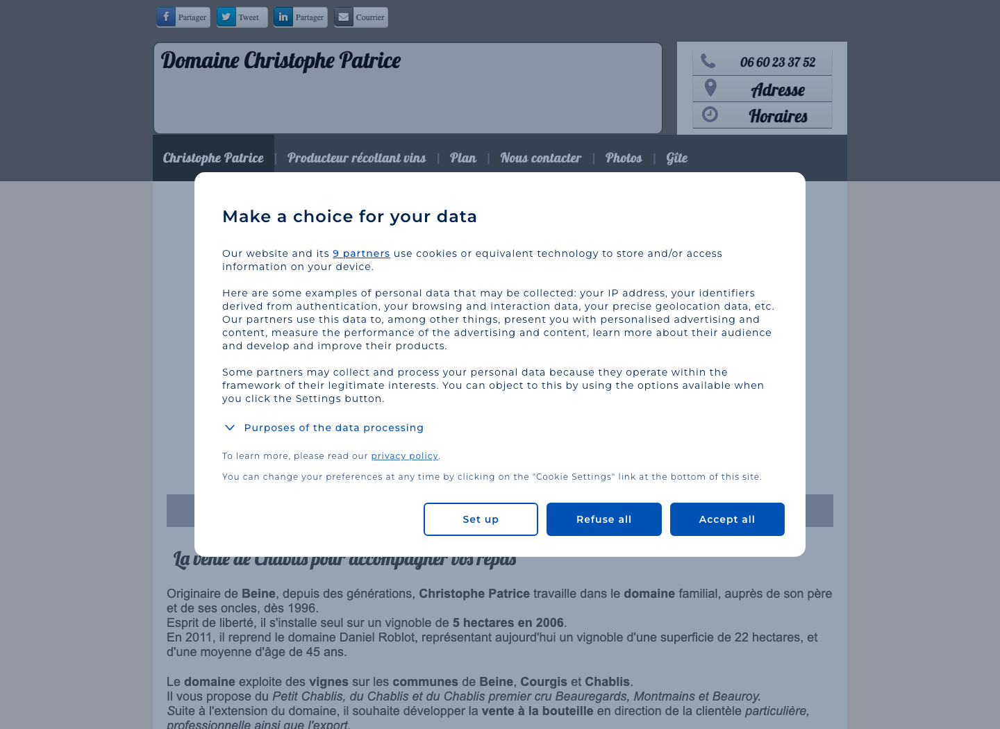 Partager
Tweet
Partager
Courrier
Domaine Christophe Patrice
06 60 23 37 52
Adresse
Horaires
Christophe Patrice | Producteur récoltant vins | Plan | Nous contacter | Photos | Gîte
Make a choice for your data
Our website and its 9 partners use cookies or equivalent technology to store and/or access
information on your device.
Here are some examples of personal data that may be collected: your IP address, your identifiers
derived from authentication, your browsing and interaction data, your precise geolocation data, etc.
Our partners use this data to, among other things, present you with personalised advertising and
content, measure the performance of the advertising and content, learn more about their audience
and develop and improve their products.
Some partners may collect and process your personal data because they operate within the
framework of their legitimate interests. You can object to this by using the options available when
you click the Settings button.
Purposes of the data processing
To learn more, please read our privacy policy.
You can change your preferences at any time by clicking on the "Cookie Settings" link at the bottom of this site.
Set up
Refuse all
Accept all
La vente de Chablis pour accompagner vos repas
Originaire de Beine, depuis des générations, Christophe Patrice travaille dans le domaine familial, auprès de son père
et de ses oncles, dès 1996.
Esprit de liberté, il s'installe seul sur un vignoble de 5 hectares en 2006.
En 2011, il reprend le domaine Daniel Roblot, représentant aujourd'hui un vignoble d'une superficie de 22 hectares, et
d'une moyenne d'âge de 45 ans.
Le domaine exploite des vignes sur les communes de Beine, Courgis et Chablis.
Il vous propose du Petit Chablis, du Chablis et du Chablis premier cru Beauregards, Montmains et Beauroy.
Suite à l'extension du domaine, il souhaite développer la vente à la bouteille en direction de la clientèle particulière,
professionnelle ainsi que l'export.